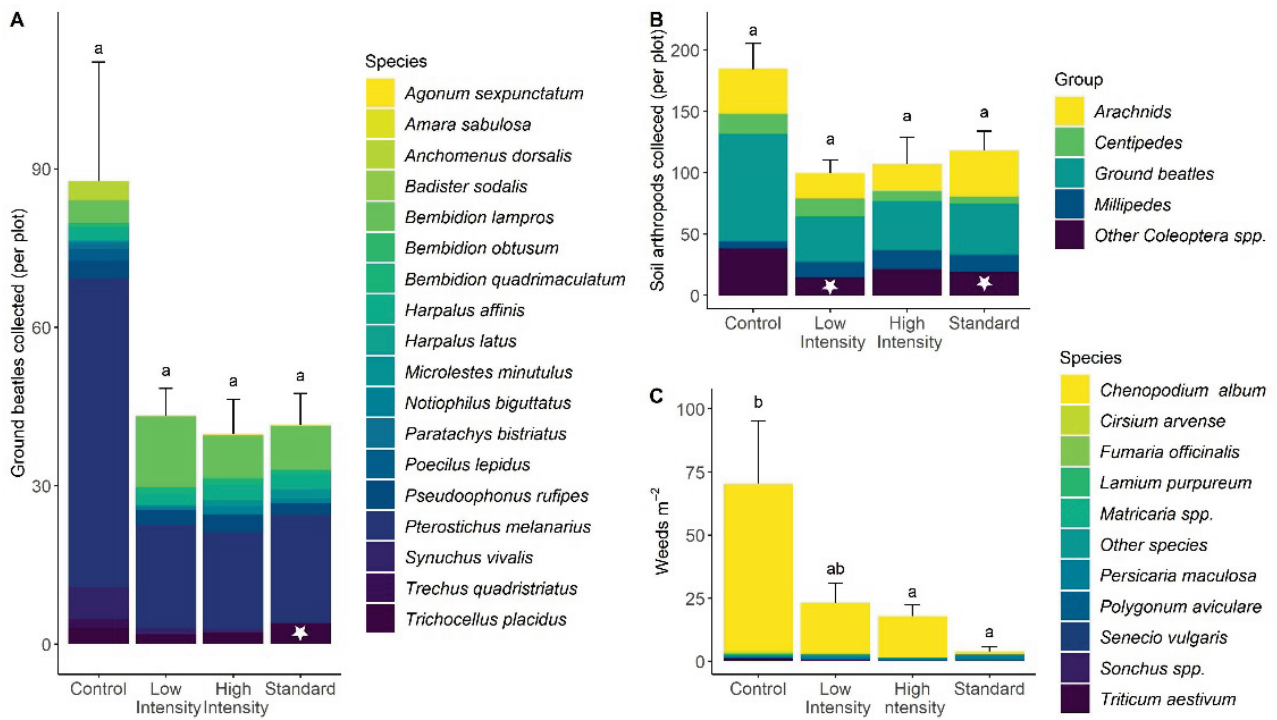 A
Ground beatles collected (per plot)
90
60
30
0
a
a
a
a
Control
Low
Intensity
High
Intensity
Standard
Species
Agonum sexpunctatum
Amara sabulosa
Anchomenus dorsalis
Badister sodalis
Bembidion lampros
Bembidion obtusum
Bembidion quadrimaculatum
Harpalus affinis
Harpalus latus
Microlestes minutulus
Notiophilus biguttatus
Paratachys bistriatus
Poecilus lepidus
Pseudoophonus rufipes
Pterostichus melanarius
Synuchus vivalis
Trechus quadristriatus
Trichocellus placidus
B
Soil arthropods colleced (per plot)
200
150
100
50
0
a
a
a
a
Control
Low
Intensity
High
Intensity
Standard
Group
Arachnids
Centipedes
Ground beatles
Millipedes
Other Coleoptera spp.
C
Weeds m⁻²
100
75
50
25
0
b
ab
a
a
Control
Low
Intensity
High
ntensity
Standard
Species
Chenopodium album
Cirsium arvense
Fumaria officinalis
Lamium purpureum
Matricaria spp.
Other species
Persicaria maculosa
Polygonum aviculare
Senecio vulgaris
Sonchus spp.
Triticum aestivum